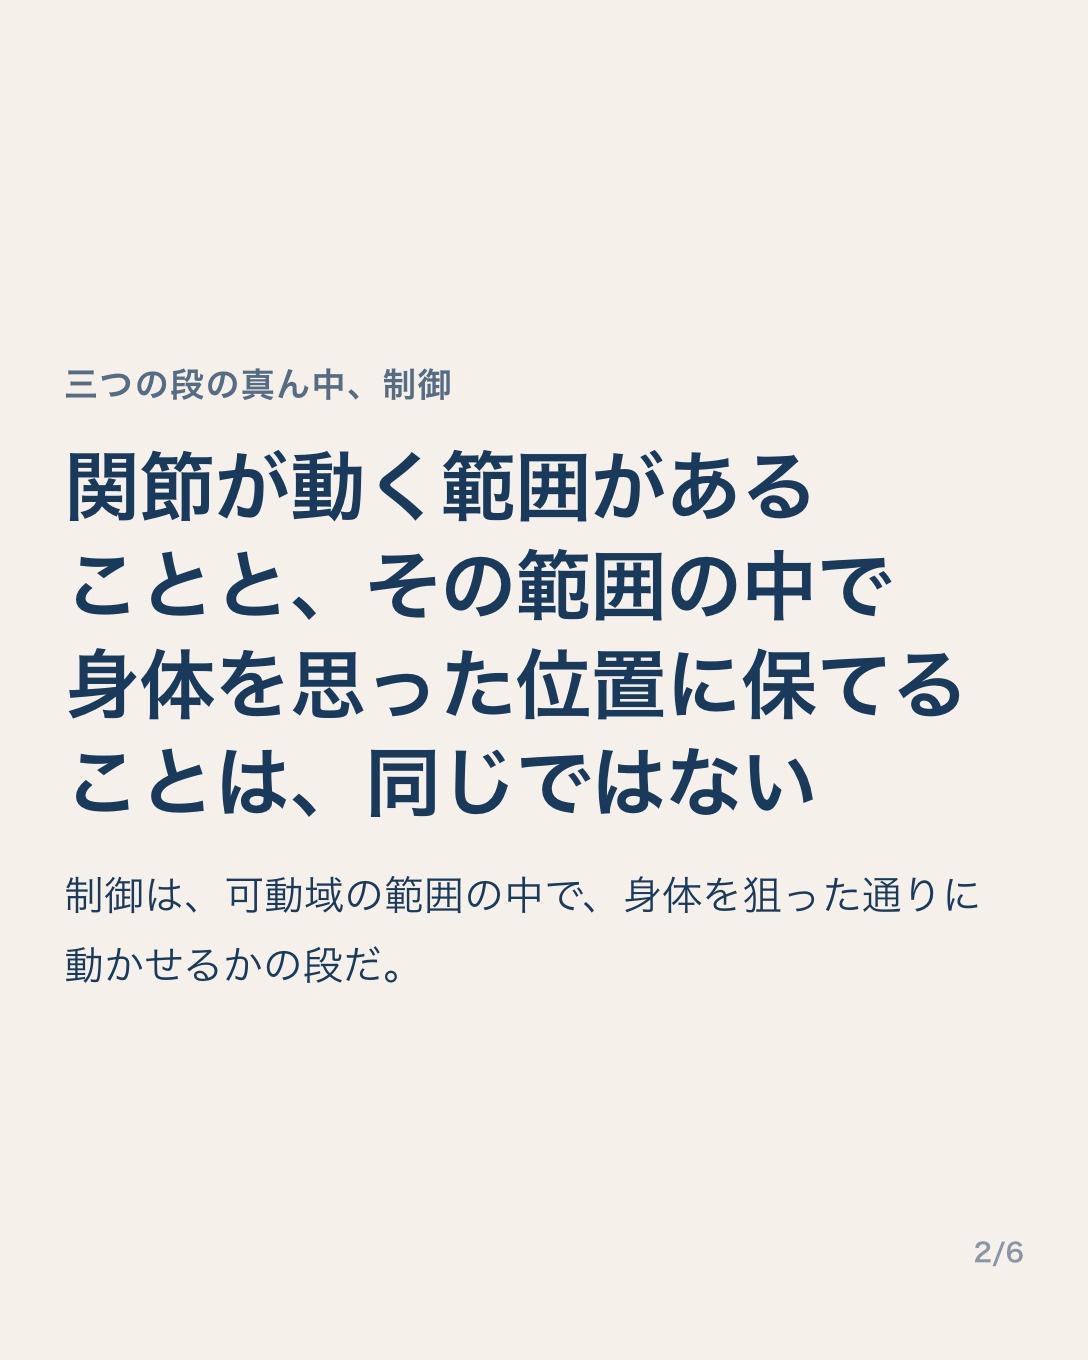 三つの段の真ん中、制御
関節が動く範囲がある
ことと、その範囲の中で
身体を思った位置に保てる
ことは、同じではない
制御は、可動域の範囲の中で、身体を狙った通りに
動かせるかの段だ。
2/6